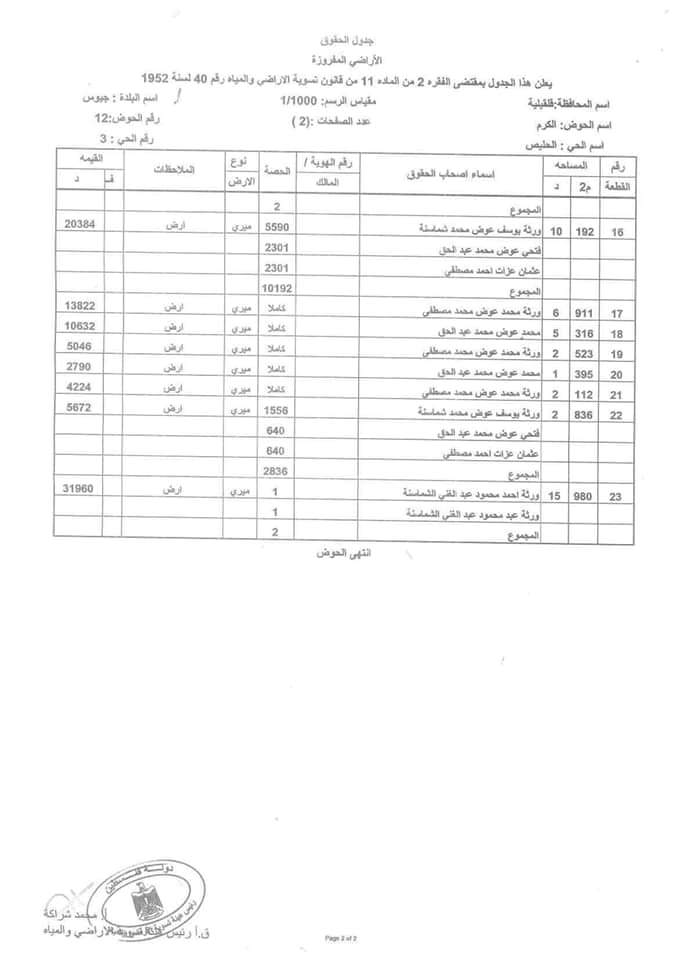 جدول الحقوق
الأراضي المفروزة
يعلن هذا الجدول بمقتضى الفقره 2 من الماده 11 من قانون تسوية الاراضي والمياه رقم 40 لسنة 1952
اسم المحافظة:قلقيلية مقياس الرسم: 1/1000 اسم البلدة : جيوس
اسم الحوض: الكرم عدد الصفحات :( 2 ) رقم الحوض:12
اسم الحي : الحليص رقم الحي : 3
رقم القطعة المساحه م2 د اسماء اصحاب الحقوق رقم الهوية / المالك الحصة نوع الارض الملاحظات القيمه ف د
المجموع 2
16 192 10 ورثة يوسف عوض محمد شماسنة 5590 ميري ارض 20384
فتحي عوض محمد عبد الحق 2301
عثمان عزات احمد مصطفي 2301
المجموع 10192
17 911 6 ورثة محمد عوض محمد مصطفي كاملا ميري ارض 13822
18 316 5 محمد عوض محمد عبد الحق كاملا ميري ارض 10632
19 523 2 ورثة محمد عوض محمد مصطفي كاملا ميري ارض 5046
20 395 1 محمد عوض محمد عبد الحق كاملا ميري ارض 2790
21 112 2 ورثة محمد عوض محمد مصطفي كاملا ميري ارض 4224
22 836 2 ورثة يوسف عوض محمد شماسنة 1556 ميري ارض 5672
فتحي عوض محمد عبد الحق 640
عثمان عزات احمد مصطفي 640
المجموع 2836
23 980 15 ورثة احمد محمود عبد الغني الشماسنة 1 ميري ارض 31960
ورثة عبد محمود عبد الغني الشماسنة 1
المجموع 2
انتهى الحوض
دولة فلسطين
أ. محمد شراكة
ق.أ رئيس هيئة تسوية الاراضي والمياه
Page 2 of 2